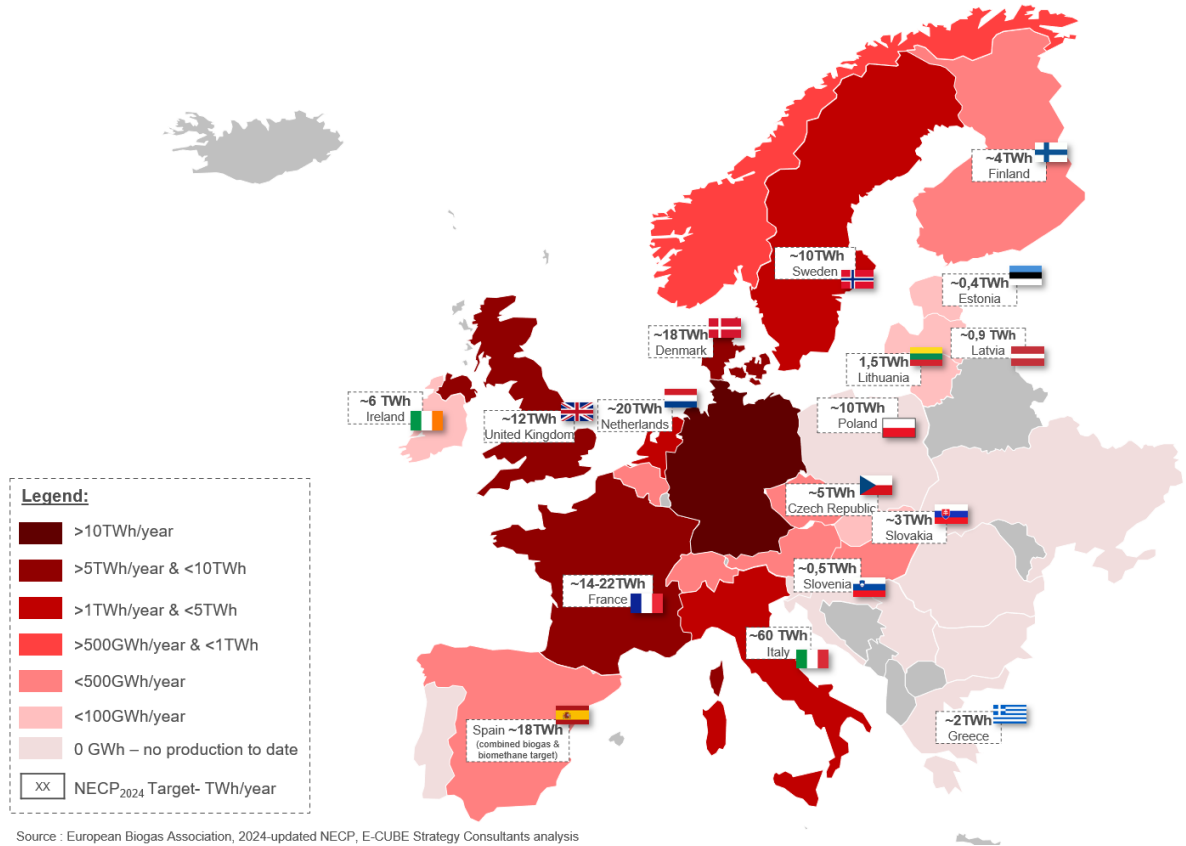 ~4TWh
Finland
~10TWh
Sweden
~0,4TWh
Estonia
~18TWh
Denmark
~0,9 TWh
Latvia
1,5TWh
Lithuania
~6 TWh
Ireland
~12TWh
United Kingdom
~20TWh
Netherlands
~10TWh
Poland
~5TWh
Czech Republic
~3TWh
Slovakia
~0,5TWh
Slovenia
~14-22TWh
France
~60 TWh
Italy
Spain ~18TWh
(combined biogas &
biomethane target)
~2TWh
Greece
Legend:
>10TWh/year
>5TWh/year & <10TWh
>1TWh/year & <5TWh
>500GWh/year & <1TWh
<500GWh/year
<100GWh/year
0 GWh – no production to date
XX NECP2024 Target- TWh/year
Source : European Biogas Association, 2024-updated NECP, E-CUBE Strategy Consultants analysis